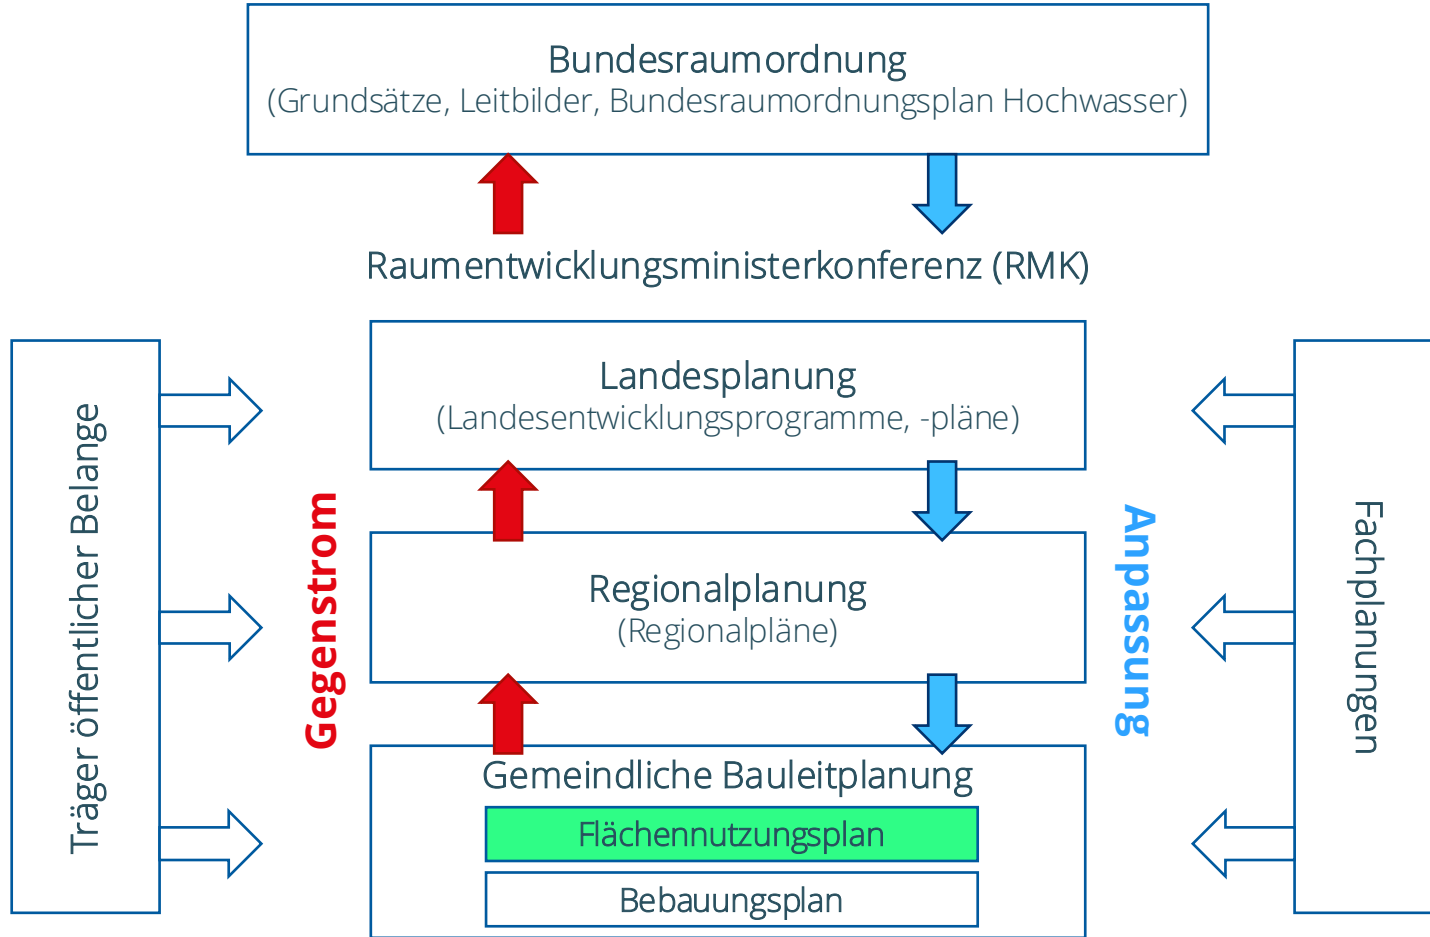 Bundesraumordnung
(Grundsätze, Leitbilder, Bundesraumordnungsplan Hochwasser)
Raumentwicklungsministerkonferenz (RMK)
Träger öffentlicher Belange
Gegenstrom
Landesplanung
(Landesentwicklungsprogramme, -pläne)
Regionalplanung
(Regionalpläne)
Gemeindliche Bauleitplanung
Flächennutzungsplan
Bebauungsplan
Anpassung
Fachplanungen